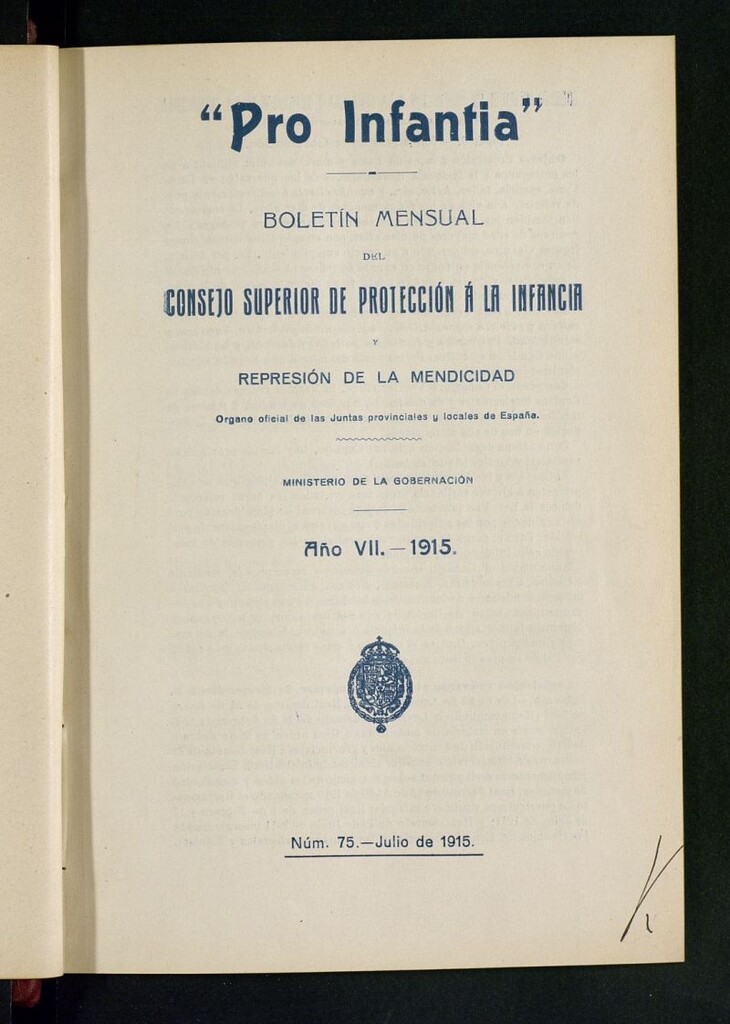 “Pro Infantia”
BOLETÍN MENSUAL
DEL
CONSEJO SUPERIOR DE PROTECCIÓN Á LA INFANCIA
Y
REPRESIÓN DE LA MENDICIDAD
Organo oficial de las Juntas provinciales y locales de España.
MINISTERIO DE LA GOBERNACIÓN
Año VII.—1915.
Núm. 75.—Julio de 1915.